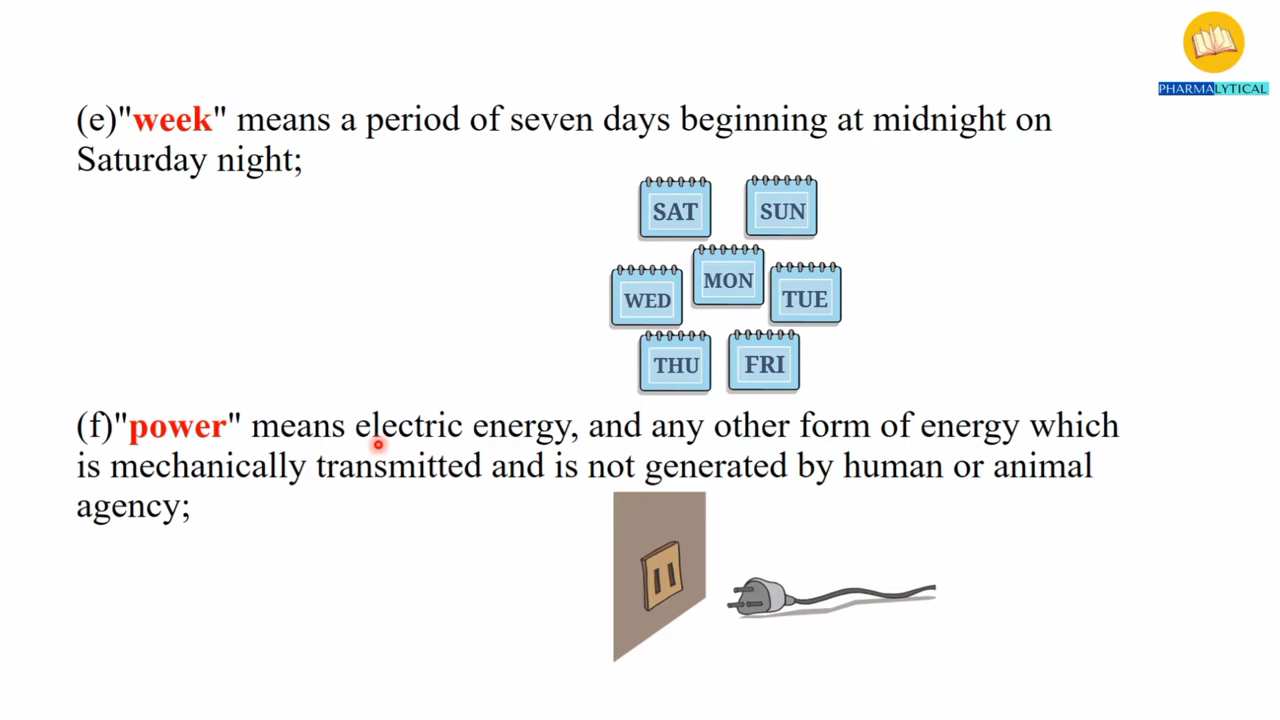 PHARMALYTICAL
(e)"week" means a period of seven days beginning at midnight on
Saturday night;
SAT SUN
MON
WED TUE
THU FRI
(f)"power" means electric energy, and any other form of energy which
is mechanically transmitted and is not generated by human or animal
agency;